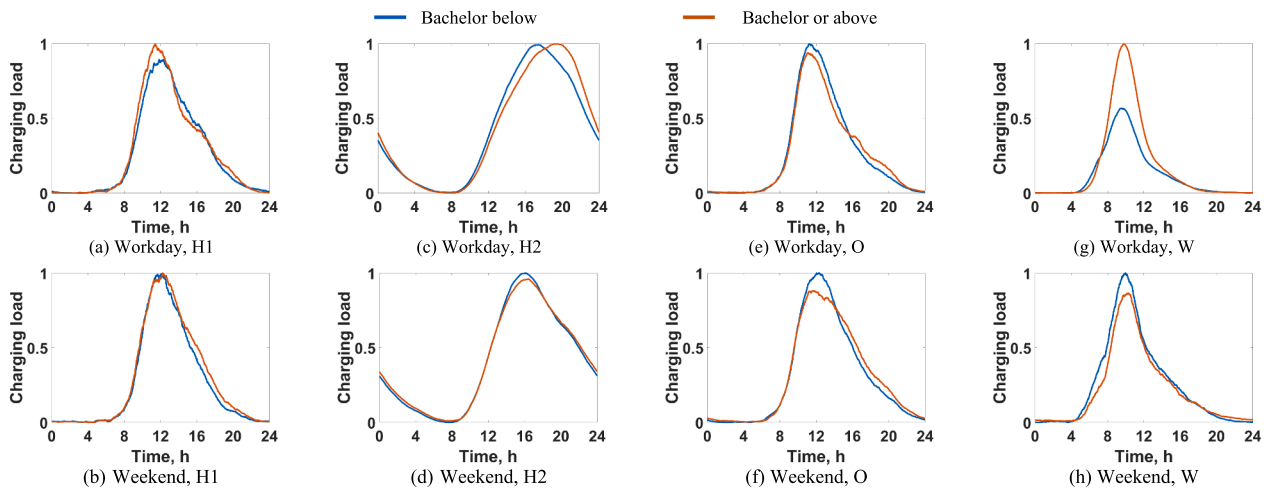 Bachelor below
Bachelor or above
Charging load
1
0.5
0
0 4 8 12 16 20 24
Time, h
(a) Workday, H1
Charging load
1
0.5
0
0 4 8 12 16 20 24
Time, h
(c) Workday, H2
Charging load
1
0.5
0
0 4 8 12 16 20 24
Time, h
(e) Workday, O
Charging load
1
0.5
0
0 4 8 12 16 20 24
Time, h
(g) Workday, W
Charging load
1
0.5
0
0 4 8 12 16 20 24
Time, h
(b) Weekend, H1
Charging load
1
0.5
0
0 4 8 12 16 20 24
Time, h
(d) Weekend, H2
Charging load
1
0.5
0
0 4 8 12 16 20 24
Time, h
(f) Weekend, O
Charging load
1
0.5
0
0 4 8 12 16 20 24
Time, h
(h) Weekend, W